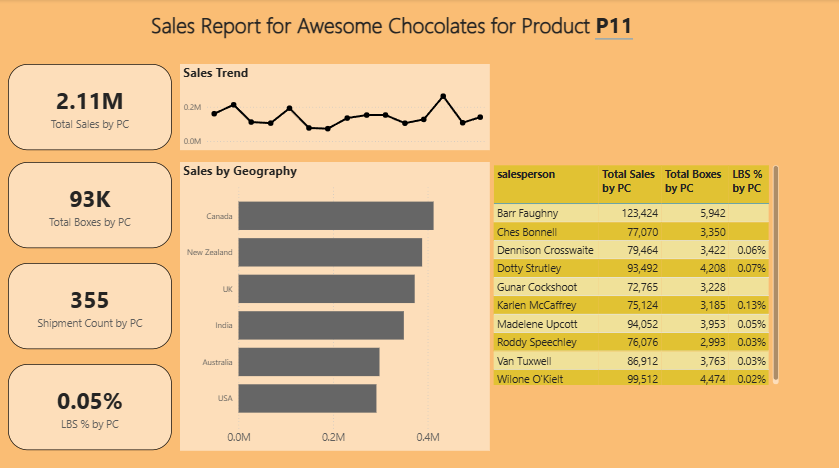 Sales Report for Awesome Chocolates for Product P11
2.11M
Total Sales by PC
93K
Total Boxes by PC
355
Shipment Count by PC
0.05%
LBS % by PC
Sales Trend
0.2M
0.0M
Sales by Geography
Canada
New Zealand
UK
India
Australia
USA
0.0M 0.2M 0.4M
salesperson Total Sales by PC Total Boxes by PC LBS % by PC
Barr Faughny 123,424 5,942
Ches Bonnell 77,070 3,350
Dennison Crosswaite 79,464 3,422 0.06%
Dotty Strutley 93,492 4,208 0.07%
Gunar Cockshoot 72,765 3,228
Karlen McCaffrey 75,124 3,185 0.13%
Madelene Upcott 94,052 3,953 0.05%
Roddy Speechley 76,076 2,993 0.03%
Van Tuxwell 86,912 3,763 0.03%
Wilone O'Kielt 99,512 4,474 0.02%